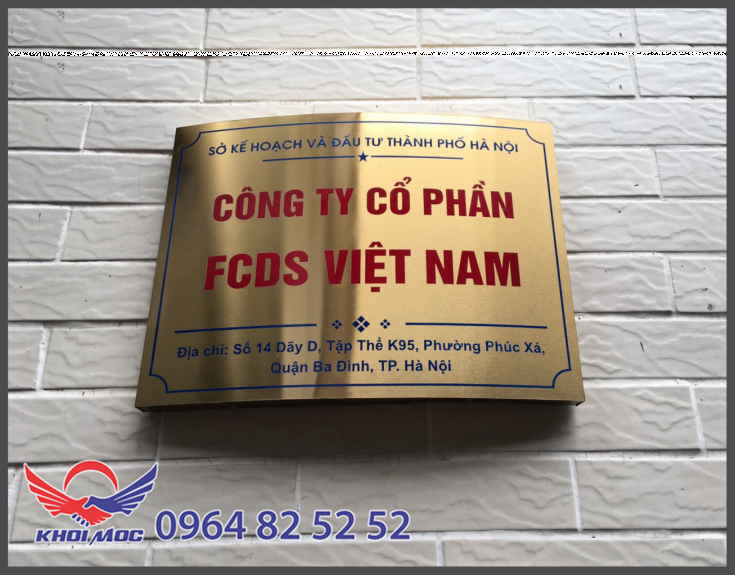 SỞ KẾ HOẠCH VÀ ĐẦU TƯ THÀNH PHỐ HÀ NỘI
CÔNG TY CỔ PHẦN
FCDS VIỆT NAM
Địa chỉ: Số 14 Dãy D, Tập Thể K95, Phường Phúc Xá,
Quận Ba Đình, TP. Hà Nội
KHOIMOC 0964 82 52 52